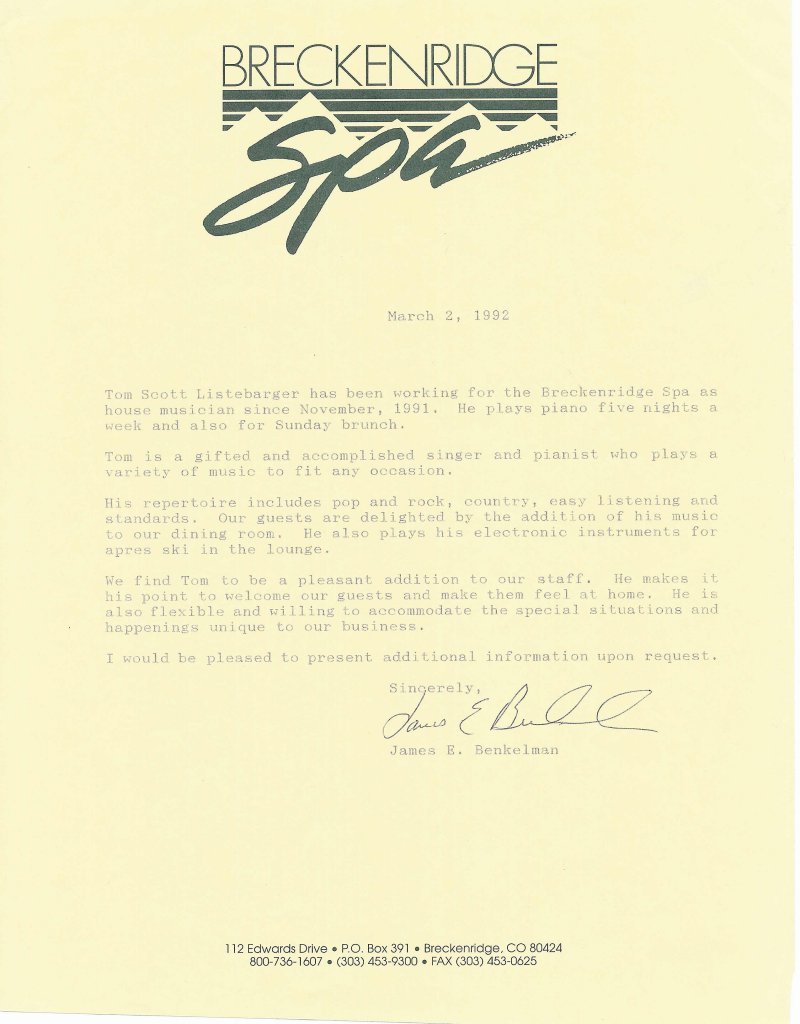 BRECKENRIDGE
Spa
March 2, 1992
Tom Scott Listebarger has been working for the Breckenridge Spa as
house musician since November, 1991. He plays piano five nights a
week and also for Sunday brunch.
Tom is a gifted and accomplished singer and pianist who plays a
variety of music to fit any occasion.
His repertoire includes pop and rock, country, easy listening and
standards. Our guests are delighted by the addition of his music
to our dining room. He also plays his electronic instruments for
apres ski in the lounge.
We find Tom to be a pleasant addition to our staff. He makes it
his point to welcome our guests and make them feel at home. He is
also flexible and willing to accommodate the special situations and
happenings unique to our business.
I would be pleased to present additional information upon request.
Sincerely,
James E Benkelman
James E. Benkelman
112 Edwards Drive • P.O. Box 391 • Breckenridge, CO 80424
800-736-1607 • (303) 453-9300 • FAX (303) 453-0625